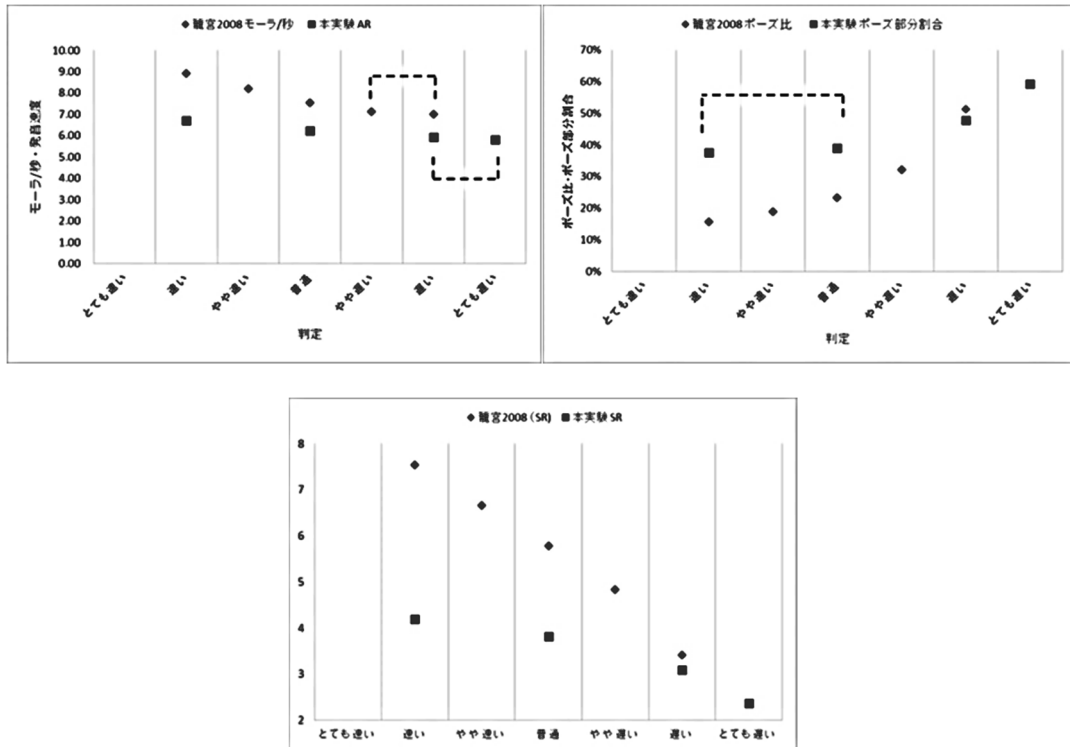 ◆籠宮2008モーラ/秒 ■本実験 AR
10.00
9.00
8.00
7.00
6.00
5.00
4.00
3.00
2.00
1.00
0.00
モーラ/秒・発音速度
とても速い 速い やや速い 普通 やや遅い 遅い とても遅い
判定
◆籠宮2008ポーズ比 ■本実験ポーズ部分割合
70%
60%
50%
40%
30%
20%
10%
0%
ポーズ比・ポーズ部分割合
とても速い 速い やや速い 普通 やや遅い 遅い とても遅い
判定
◆籠宮2008(SR) ■本実験 SR
8
7
6
5
4
3
2
とても速い 速い やや速い 普通 やや遅い 遅い とても遅い